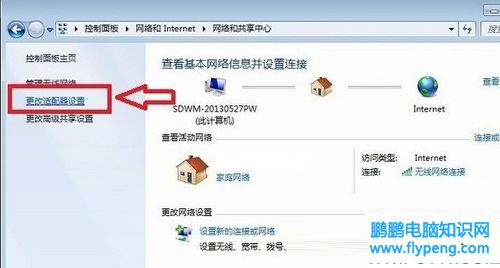 控制面板 ▸ 网络和 Internet ▸ 网络和共享中心
控制面板主页
管理无线网络
更改适配器设置
更改高级共享设置
查看基本网络信息并设置连接
SDWM-20130527PW
(此计算机)
Internet
查看活动网络
家庭网络
访问类型:
Internet
连接:
无线网络连接
更改网络设置
设置新的连接或网络
设置无线、宽带、拨号、
鹏鹏电脑知识网
www.flypeng.com